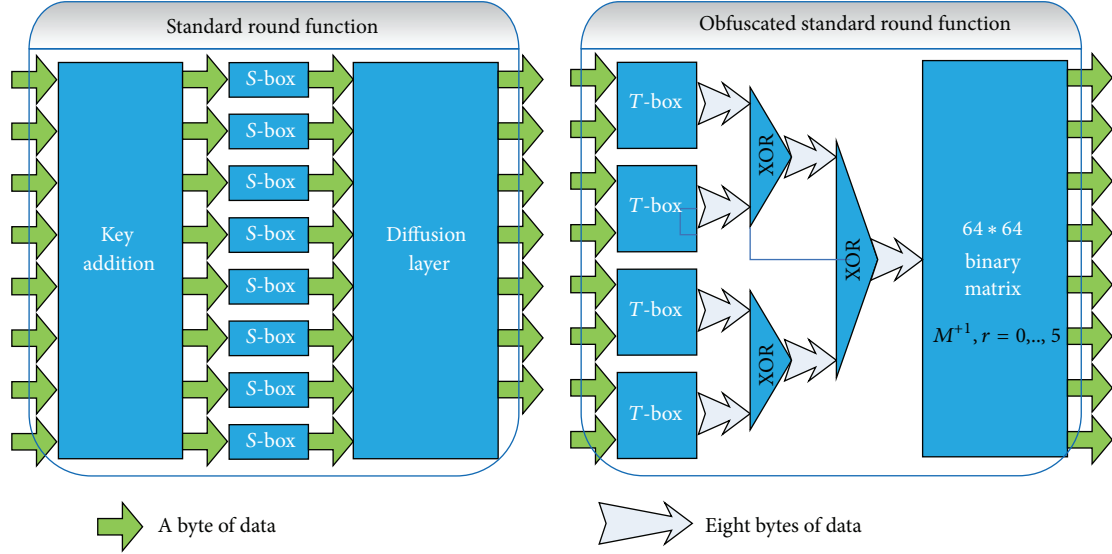 Standard round function
Key
addition
S-box
S-box
S-box
S-box
S-box
S-box
S-box
S-box
Diffusion
layer
Obfuscated standard round function
T-box
T-box
T-box
T-box
XOR
XOR
XOR
64 * 64
binary
matrix
M⁺¹, r = 0,.., 5
A byte of data
Eight bytes of data